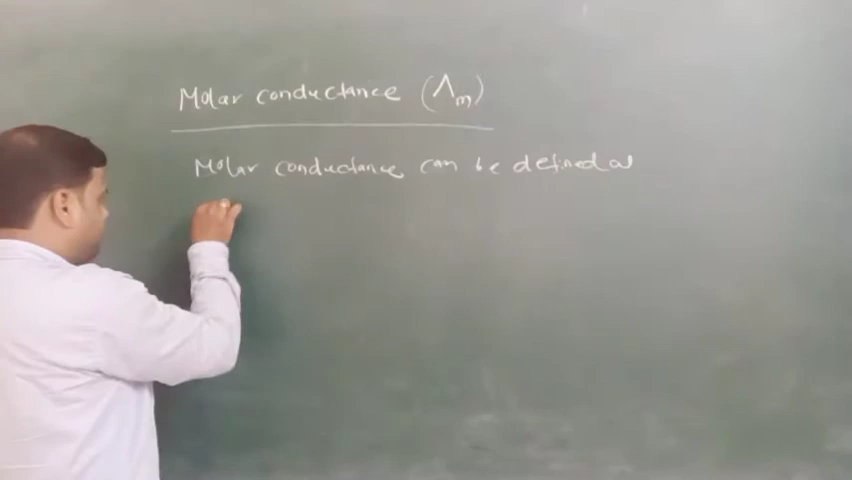 Molar conductance (Λm)
Molar conductance can be defined as